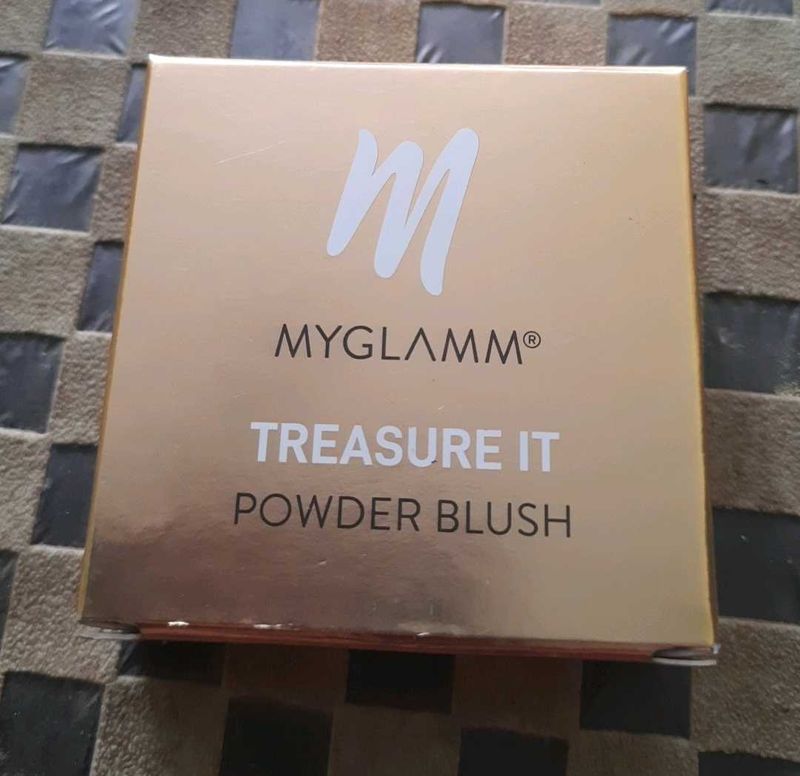 M
MYGLAMM®
TREASURE IT
POWDER BLUSH